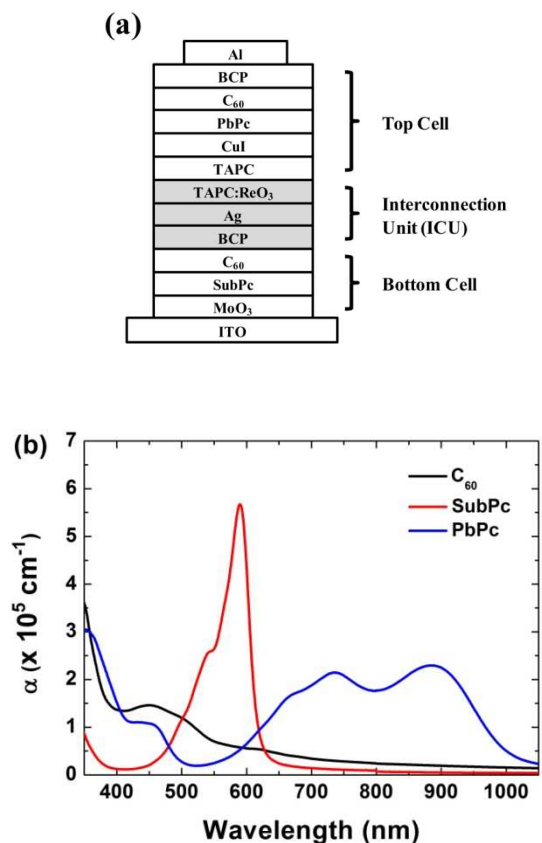 (a)
Al
BCP
C₆₀
PbPc
CuI
TAPC
Top Cell
TAPC:ReO₃
Ag
BCP
Interconnection
Unit (ICU)
C₆₀
SubPc
MoO₃
Bottom Cell
ITO
(b)
7
6
5
4
3
2
1
0
α (x 10⁵ cm⁻¹)
C₆₀
SubPc
PbPc
400 500 600 700 800 900 1000
Wavelength (nm)